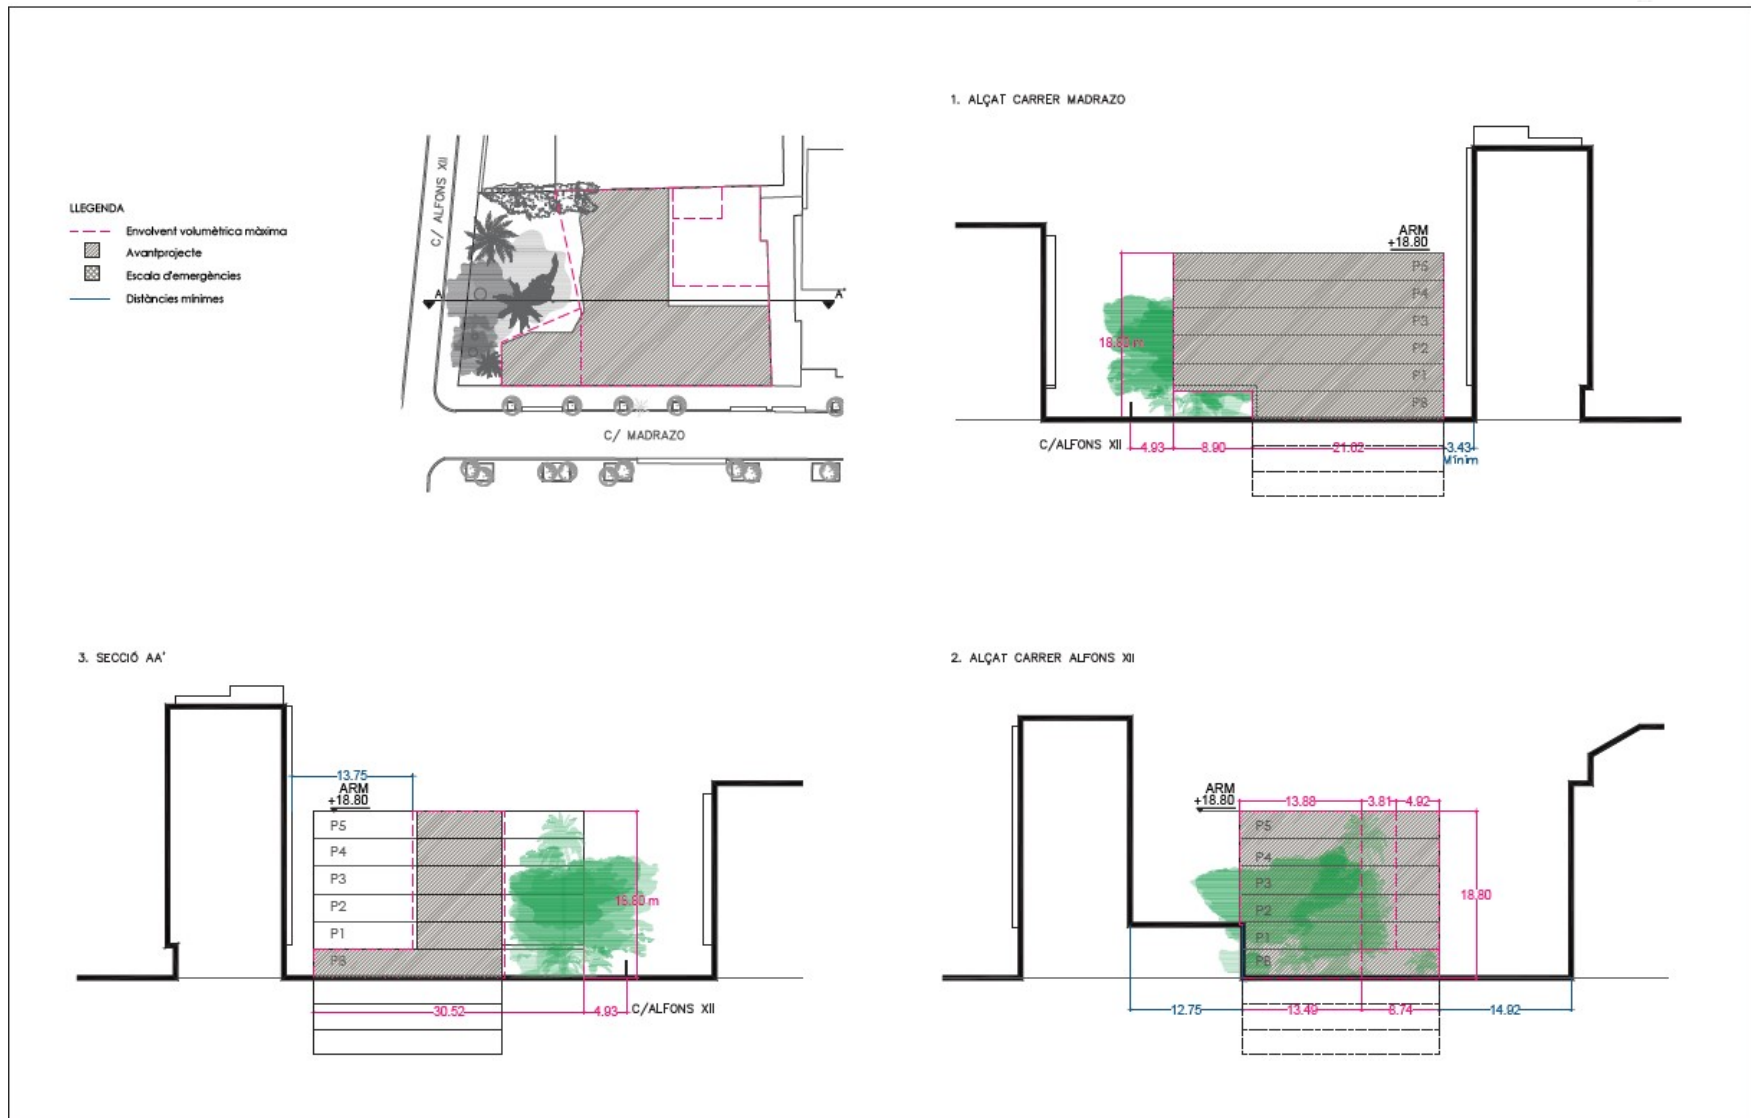 LLEGENDA
Envolvent volumètrica màxima
Avantprojecte
Escala d'emergències
Distàncies mínimes
C/ ALFONS XII
A
A'
C/ MADRAZO
1. ALÇAT CARRER MADRAZO
ARM
+18.80
P5
P4
P3
P2
P1
PB
18.80 m
C/ALFONS XII
4.93
8.90
21.62
3.43
Mínim
3. SECCIÓ AA'
13.75
ARM
+18.80
P5
P4
P3
P2
P1
PB
18.80 m
30.52
4.93
C/ALFONS XII
2. ALÇAT CARRER ALFONS XII
ARM
+18.80
13.88
3.81
4.92
P5
P4
P3
P2
P1
PB
18.80
12.75
13.49
8.74
14.92